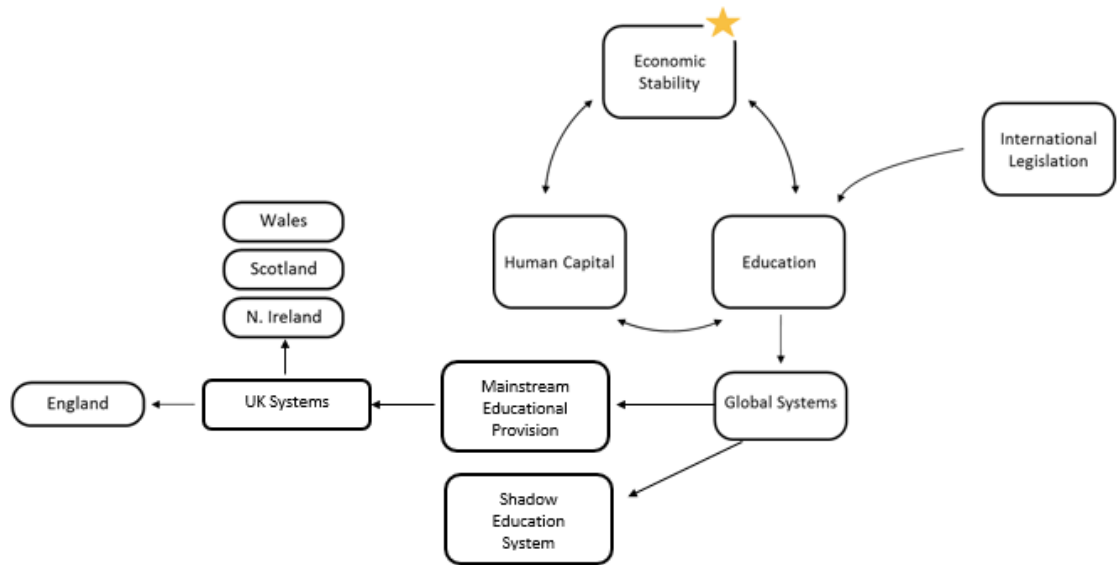 Economic
Stability
International
Legislation
Wales
Scotland
N. Ireland
Human Capital
Education
England
UK Systems
Mainstream
Educational
Provision
Global Systems
Shadow
Education
System